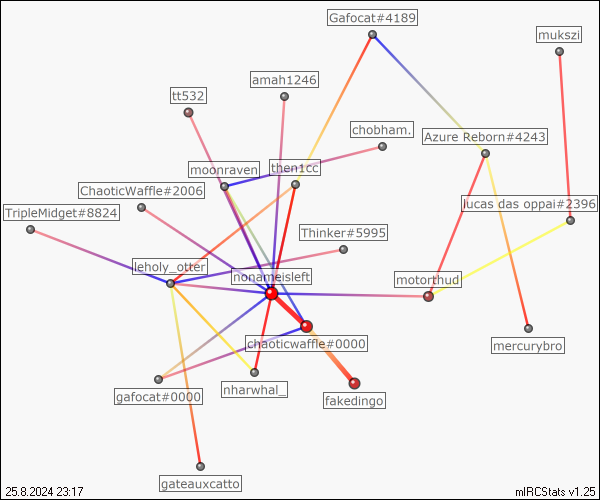 Gafocat#4189
mukszi
amah1246
tt532
chobham.
Azure Reborn#4243
moonraven
then1cc
ChaoticWaffle#2006
lucas das oppai#2396
TripleMidget#8824
Thinker#5995
leholy_otter
nonameisleft
motorthud
chaoticwaffle#0000
mercurybro
gafocat#0000
nharwhal_
fakedingo
gateauxcatto
25.8.2024 23:17
mIRCStats v1.25